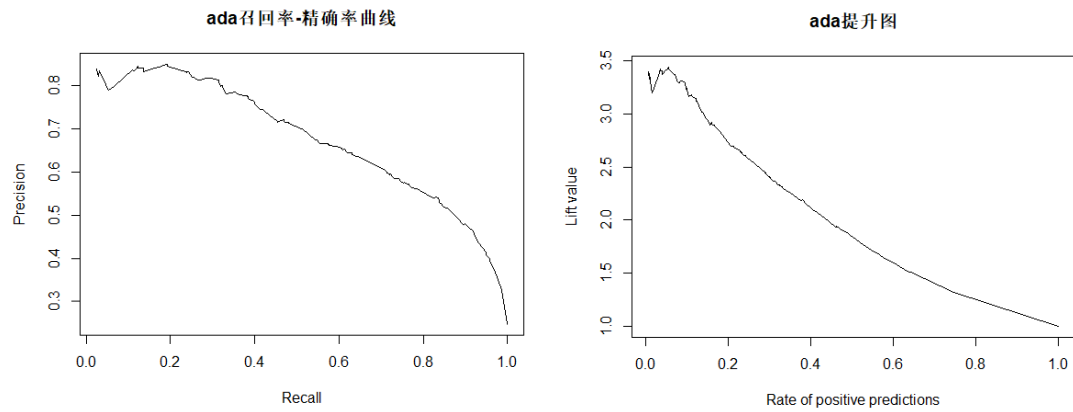 ada召回率-精确率曲线
0.8
0.7
0.6
0.5
0.4
0.3
Precision
0.0 0.2 0.4 0.6 0.8 1.0
Recall
ada提升图
3.5
3.0
2.5
2.0
1.5
1.0
Lift value
0.0 0.2 0.4 0.6 0.8 1.0
Rate of positive predictions